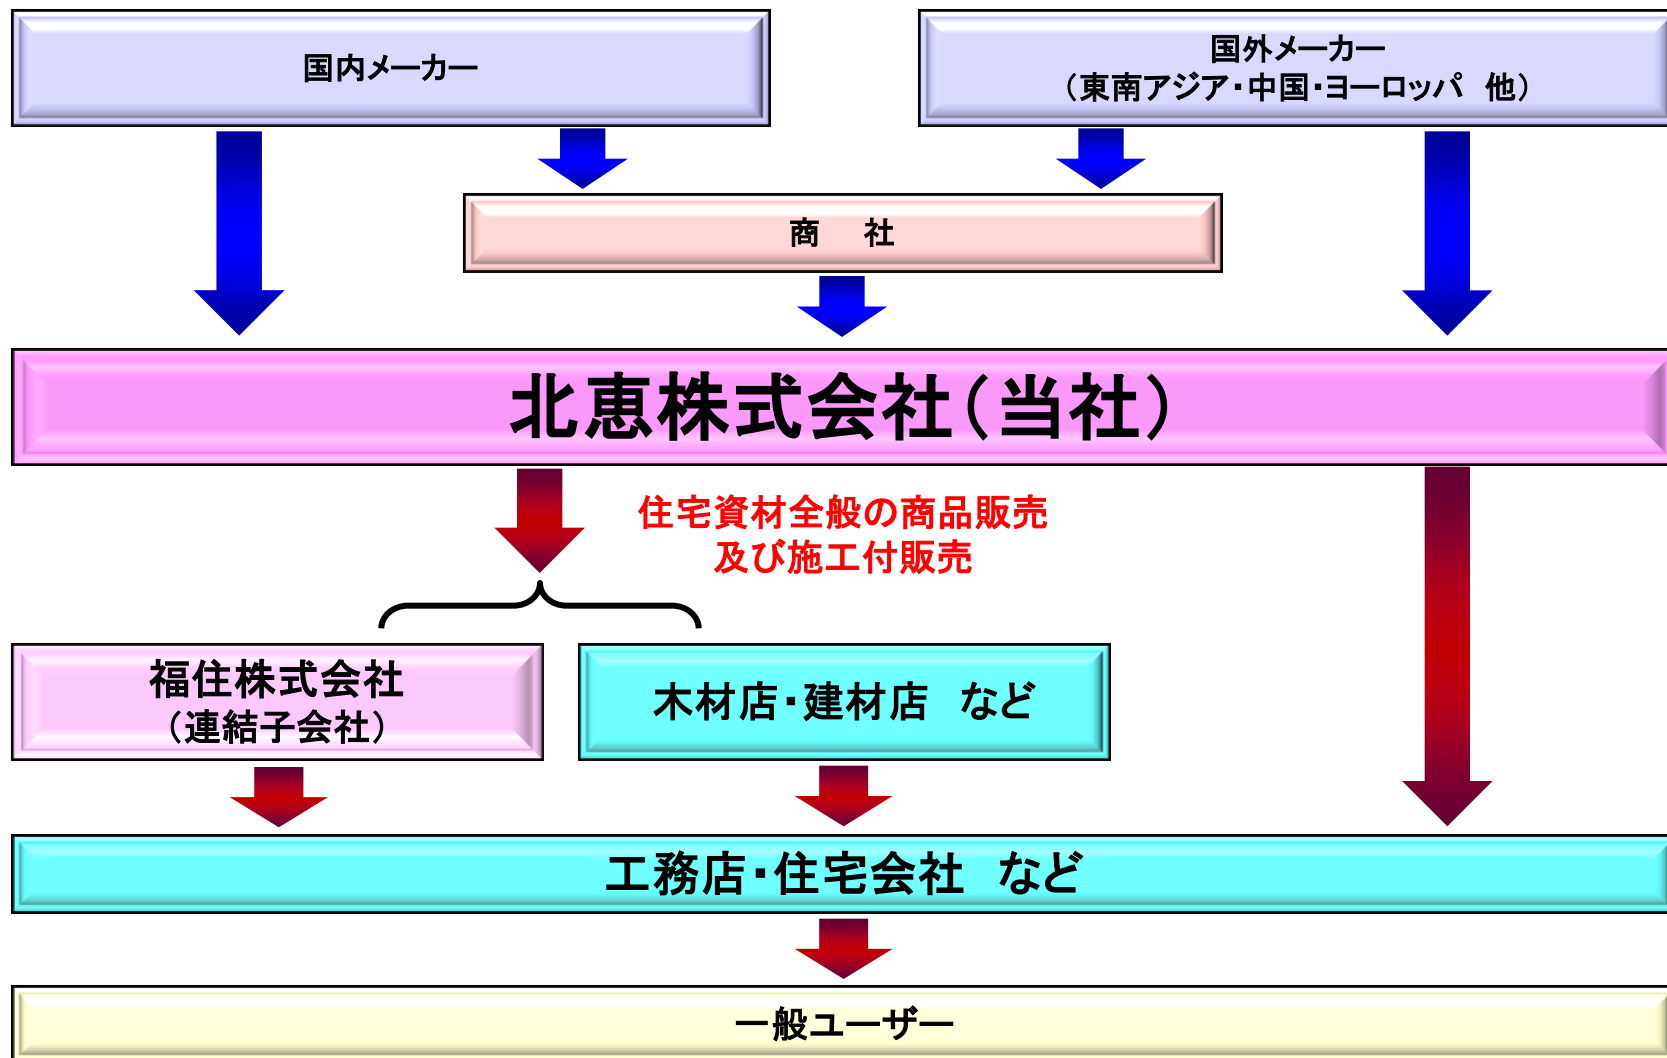 国内メーカー
国外メーカー
（東南アジア・中国・ヨーロッパ　他）
商　社
北恵株式会社（当社）
住宅資材全般の商品販売
及び施工付販売
福住株式会社
（連結子会社）
木材店・建材店　など
工務店・住宅会社　など
一般ユーザー